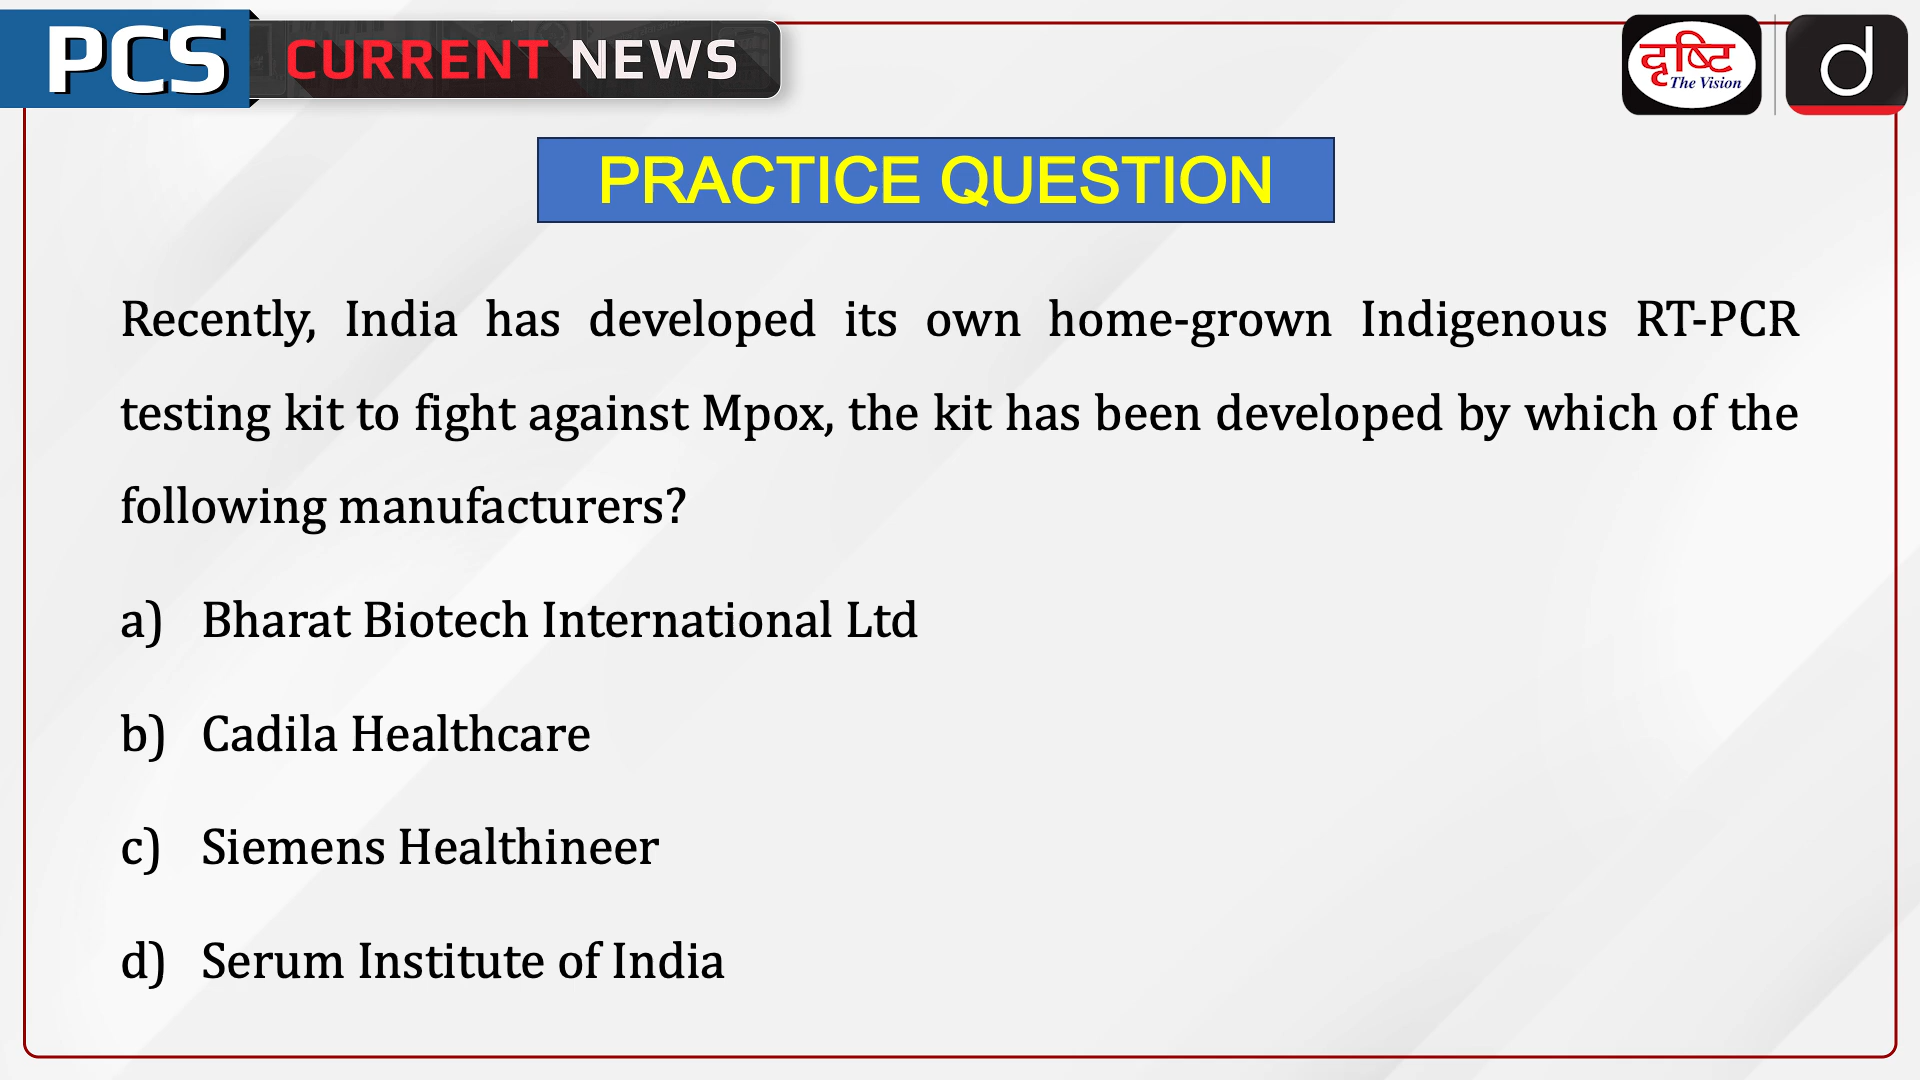 PCS CURRENT NEWS
दृष्टि
The Vision
d
PRACTICE QUESTION
Recently, India has developed its own home-grown Indigenous RT-PCR
testing kit to fight against Mpox, the kit has been developed by which of the
following manufacturers?
a) Bharat Biotech International Ltd
b) Cadila Healthcare
c) Siemens Healthineer
d) Serum Institute of India